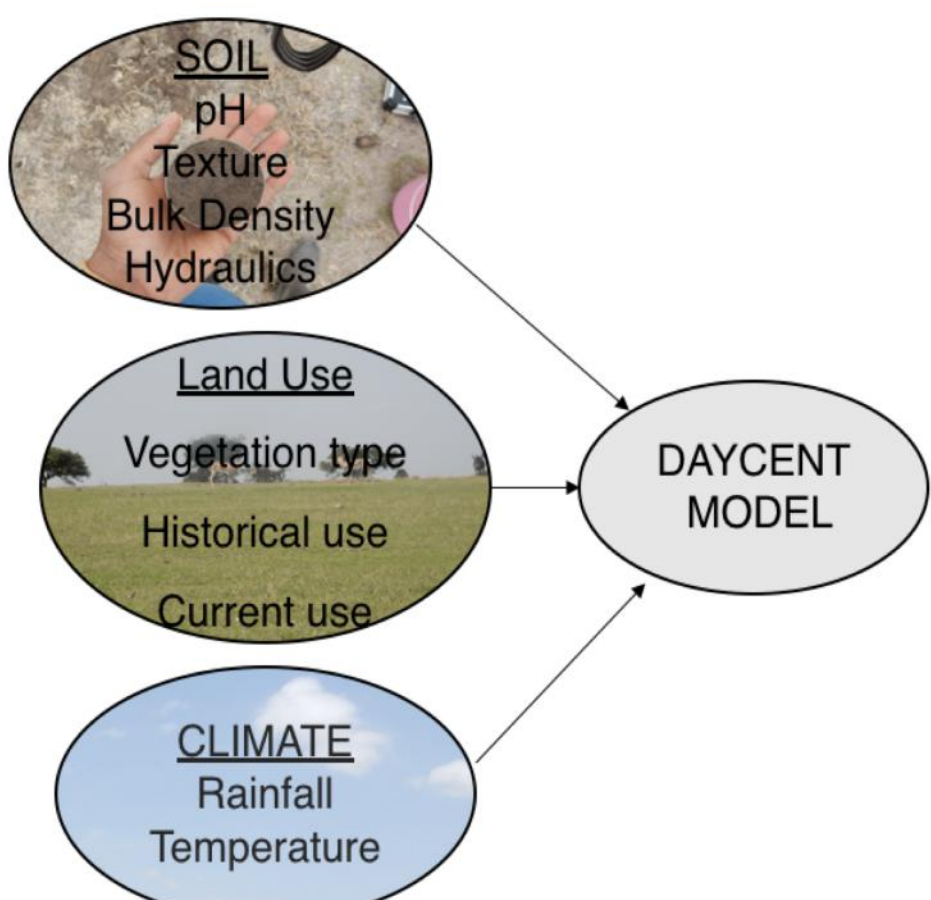 SOIL
pH
Texture
Bulk Density
Hydraulics
Land Use
Vegetation type
Historical use
Current use
CLIMATE
Rainfall
Temperature
DAYCENT
MODEL